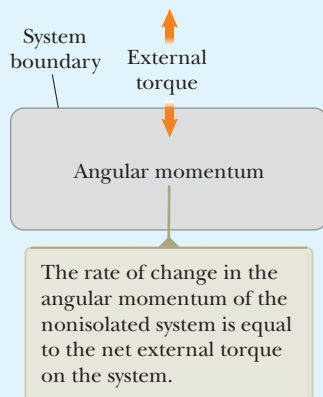 System
boundary
External
torque
Angular momentum
The rate of change in the
angular momentum of the
nonisolated system is equal
to the net external torque
on the system.